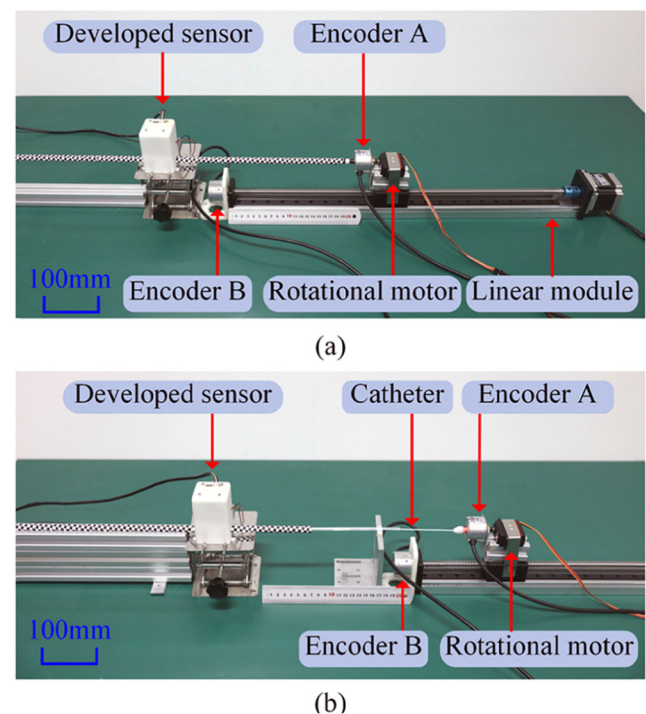 Developed sensor Encoder A
100mm Encoder B Rotational motor Linear module
(a)
Developed sensor Catheter Encoder A
100mm Encoder B Rotational motor
(b)